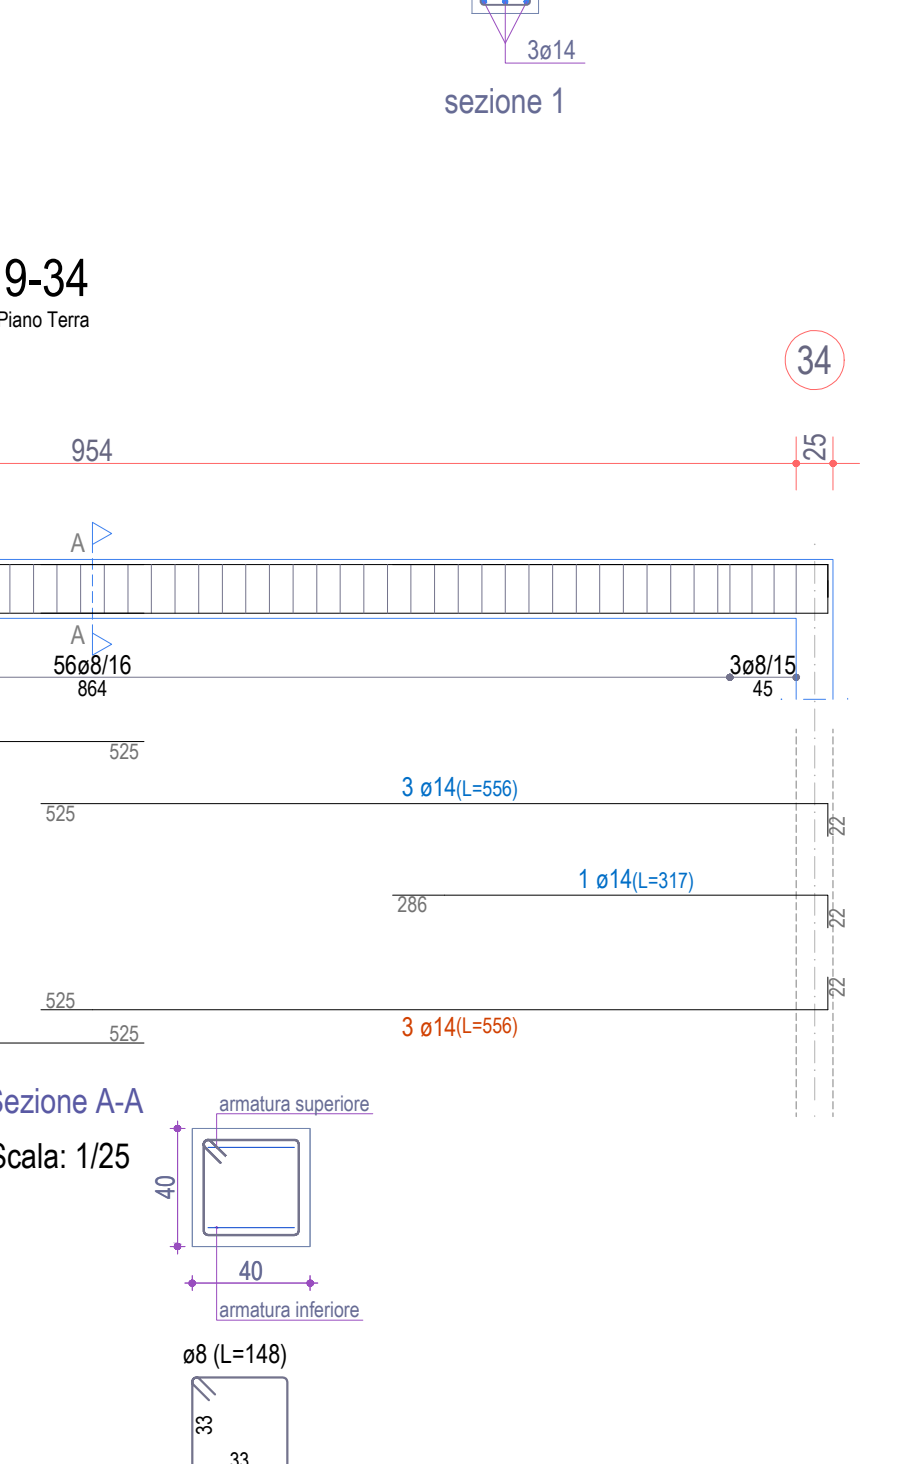 3ø14
sezione 1
9-34
Piano Terra
34
954
25
A
A
56ø8/16
864
3ø8/15
45
525
3 ø14(L=556)
525
22
1 ø14(L=317)
286
22
525
22
3 ø14(L=556)
525
Sezione A-A
armatura superiore
Scala: 1/25
40
40
armatura inferiore
ø8 (L=148)
33
33